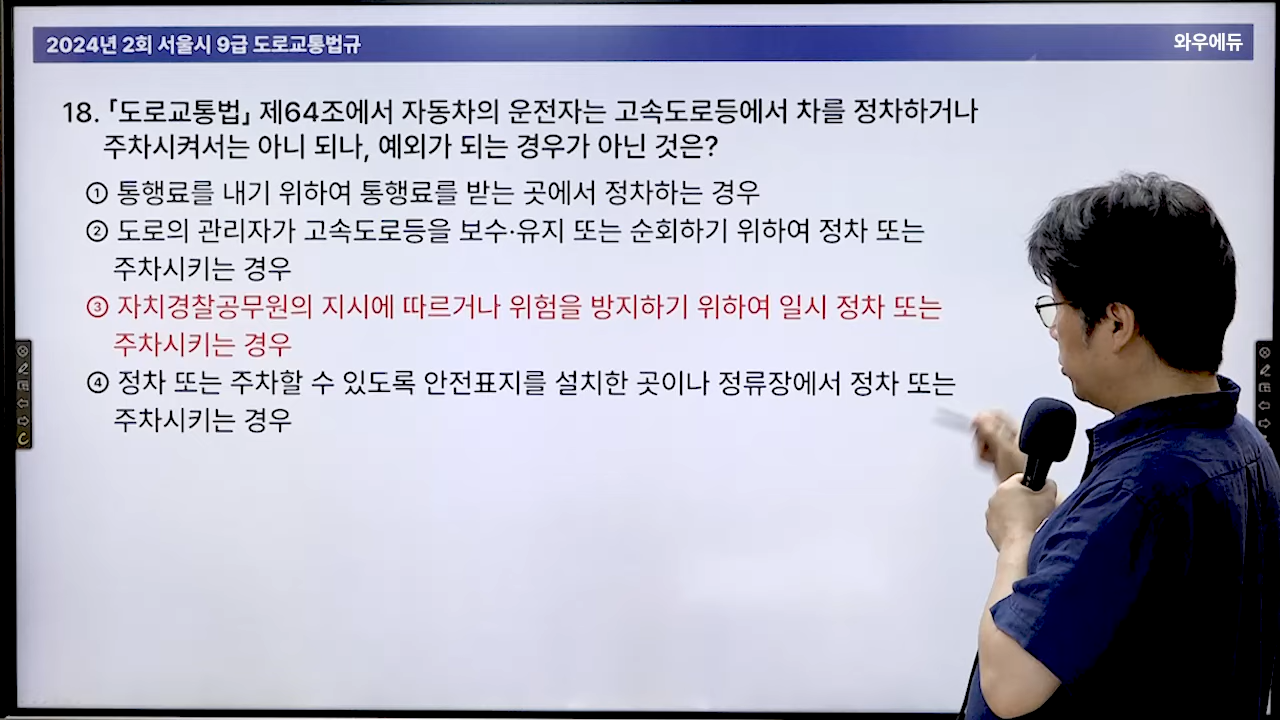 2024년 2회 서울시 9급 도로교통법규
와우에듀
18. 「도로교통법」 제64조에서 자동차의 운전자는 고속도로등에서 차를 정차하거나
주차시켜서는 아니 되나, 예외가 되는 경우가 아닌 것은?
① 통행료를 내기 위하여 통행료를 받는 곳에서 정차하는 경우
② 도로의 관리자가 고속도로등을 보수·유지 또는 순회하기 위하여 정차 또는
주차시키는 경우
③ 자치경찰공무원의 지시에 따르거나 위험을 방지하기 위하여 일시 정차 또는
주차시키는 경우
④ 정차 또는 주차할 수 있도록 안전표지를 설치한 곳이나 정류장에서 정차 또는
주차시키는 경우